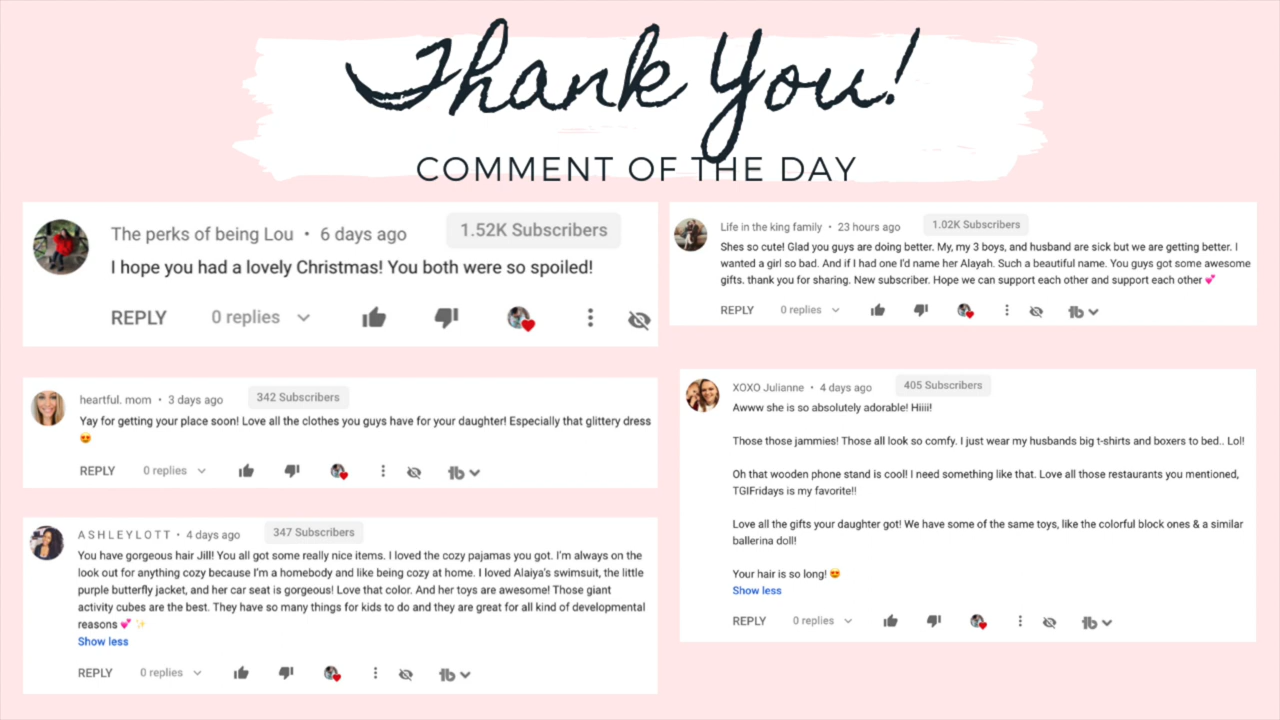 Thank You!
COMMENT OF THE DAY
The perks of being Lou • 6 days ago 1.52K Subscribers
I hope you had a lovely Christmas! You both were so spoiled!
REPLY 0 replies
heartful. mom • 3 days ago 342 Subscribers
Yay for getting your place soon! Love all the clothes you guys have for your daughter! Especially that glittery dress
😍
REPLY 0 replies
A S H L E Y L O T T • 4 days ago 347 Subscribers
You have gorgeous hair Jill! You all got some really nice items. I loved the cozy pajamas you got. I'm always on the
look out for anything cozy because I'm a homebody and like being cozy at home. I loved Alaiya's swimsuit, the little
purple butterfly jacket, and her car seat is gorgeous! Love that color. And her toys are awesome! Those giant
activity cubes are the best. They have so many things for kids to do and they are great for all kind of developmental
reasons 💕 ✨
Show less
REPLY 0 replies
Life in the king family • 23 hours ago 1.02K Subscribers
Shes so cute! Glad you guys are doing better. My, my 3 boys, and husband are sick but we are getting better. I
wanted a girl so bad. And if I had one I'd name her Alayah. Such a beautiful name. You guys got some awesome
gifts. thank you for sharing. New subscriber. Hope we can support each other and support each other 💕
REPLY 0 replies
XOXO Julianne • 4 days ago 405 Subscribers
Awww she is so absolutely adorable! Hiiii!
Those those jammies! Those all look so comfy. I just wear my husbands big t-shirts and boxers to bed.. Lol!
Oh that wooden phone stand is cool! I need something like that. Love all those restaurants you mentioned,
TGIFridays is my favorite!!
Love all the gifts your daughter got! We have some of the same toys, like the colorful block ones & a similar
ballerina doll!
Your hair is so long! 😍
Show less
REPLY 0 replies